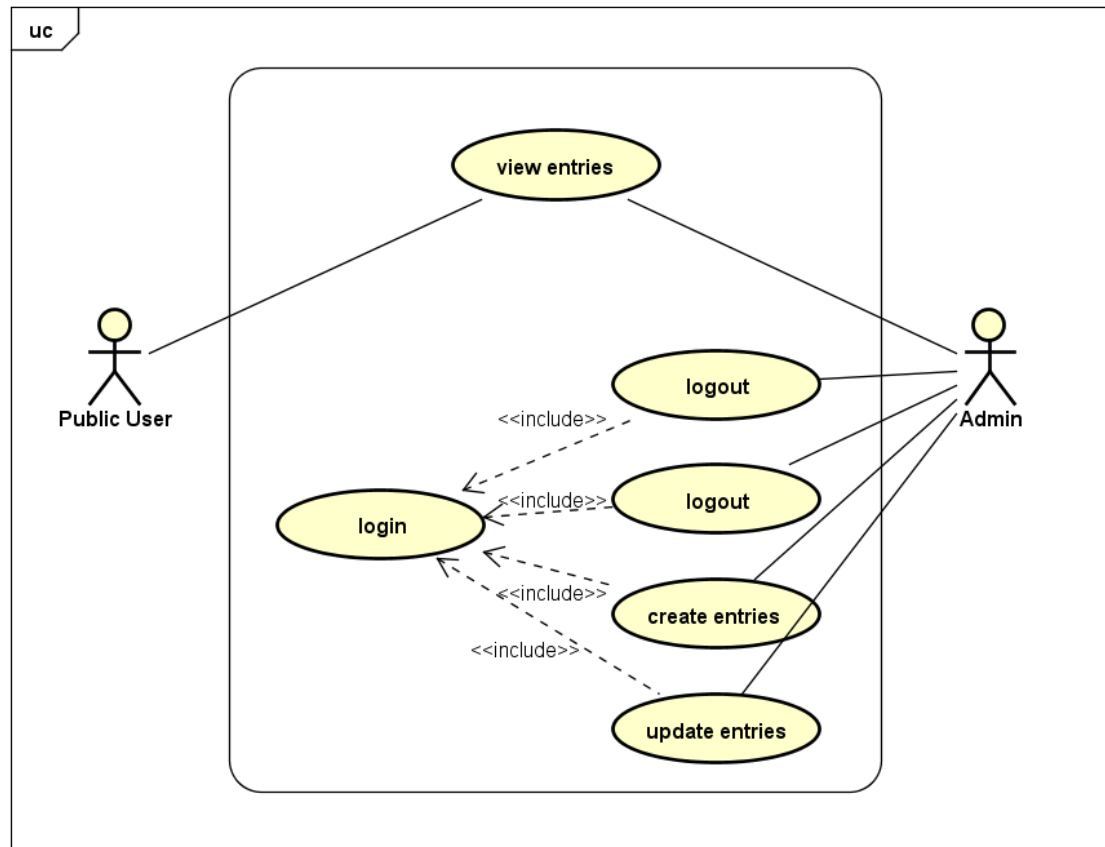 uc
view entries
Public User
logout
Admin
<<include>>
logout
<<include>>
login
<<include>>
create entries
<<include>>
update entries